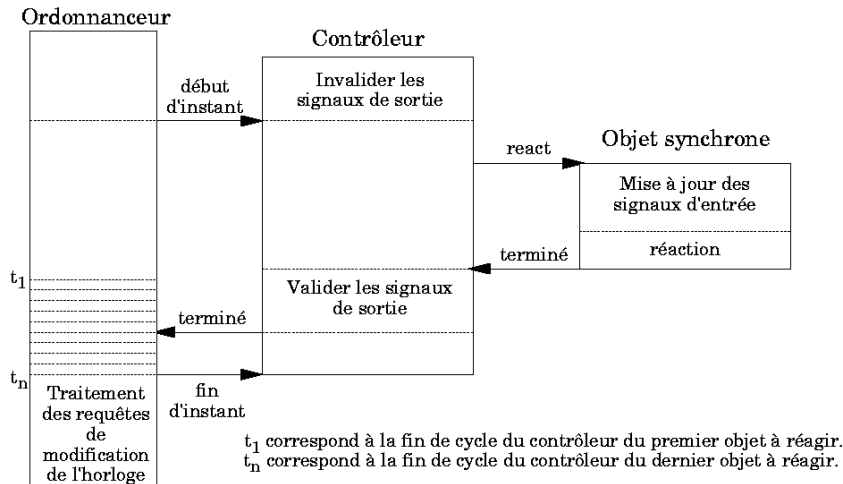 Ordonnanceur
Contrôleur
Invalider les
signaux de sortie
début
d'instant
Objet synchrone
react
Mise à jour des
signaux d'entrée
réaction
terminé
t1
Valider les signaux
de sortie
terminé
tn
fin
d'instant
Traitement
des requêtes
de
modification
de l'horloge
t1 correspond à la fin de cycle du contrôleur du premier objet à réagir.
tn correspond à la fin de cycle du contrôleur du dernier objet à réagir.